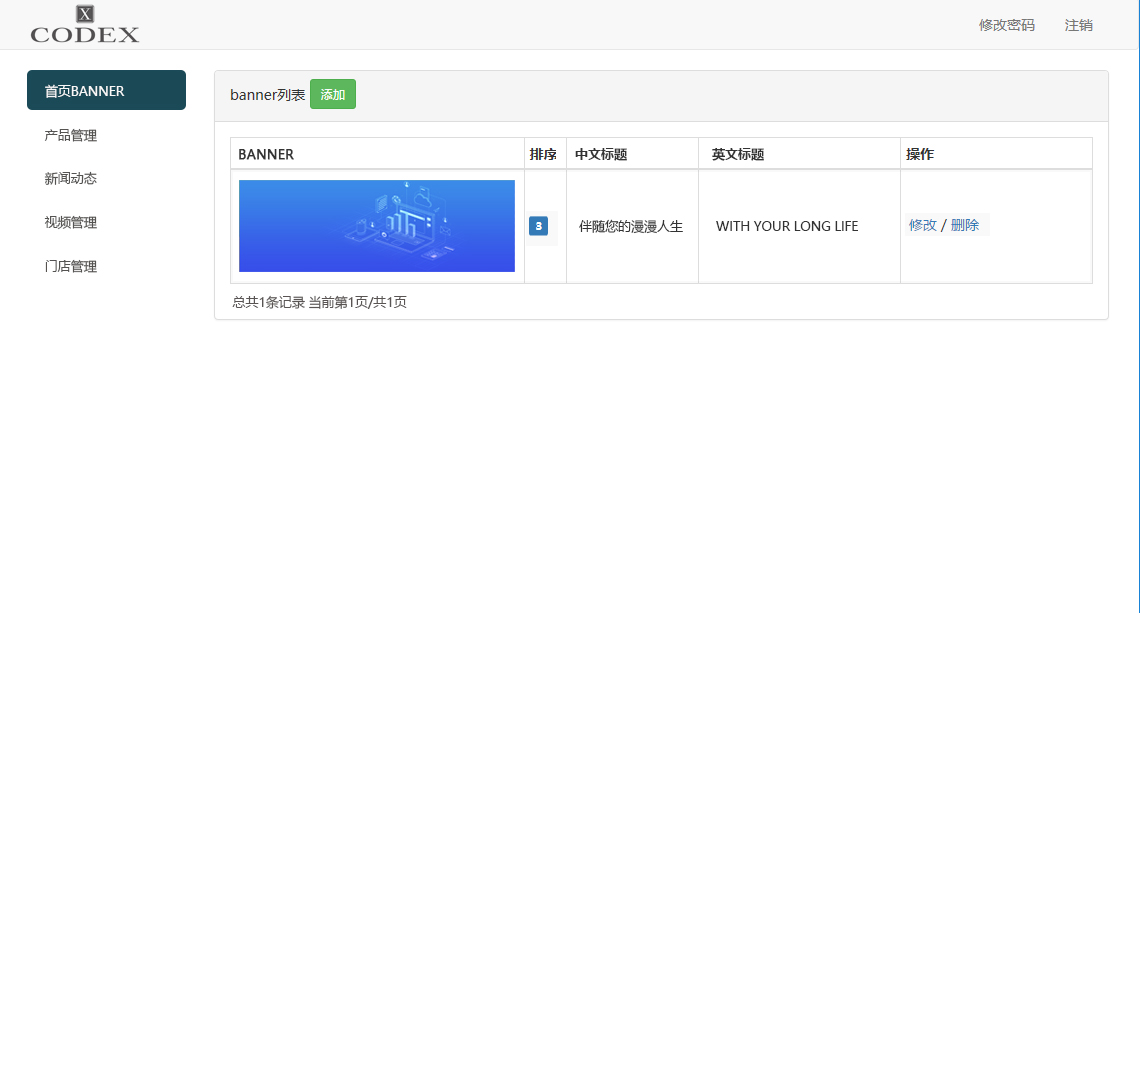 X
CODEX
修改密码 注销
首页BANNER
产品管理
新闻动态
视频管理
门店管理
banner列表 添加
BANNER 排序 中文标题 英文标题 操作
3 伴随您的漫漫人生 WITH YOUR LONG LIFE 修改 / 删除
总共1条记录 当前第1页/共1页